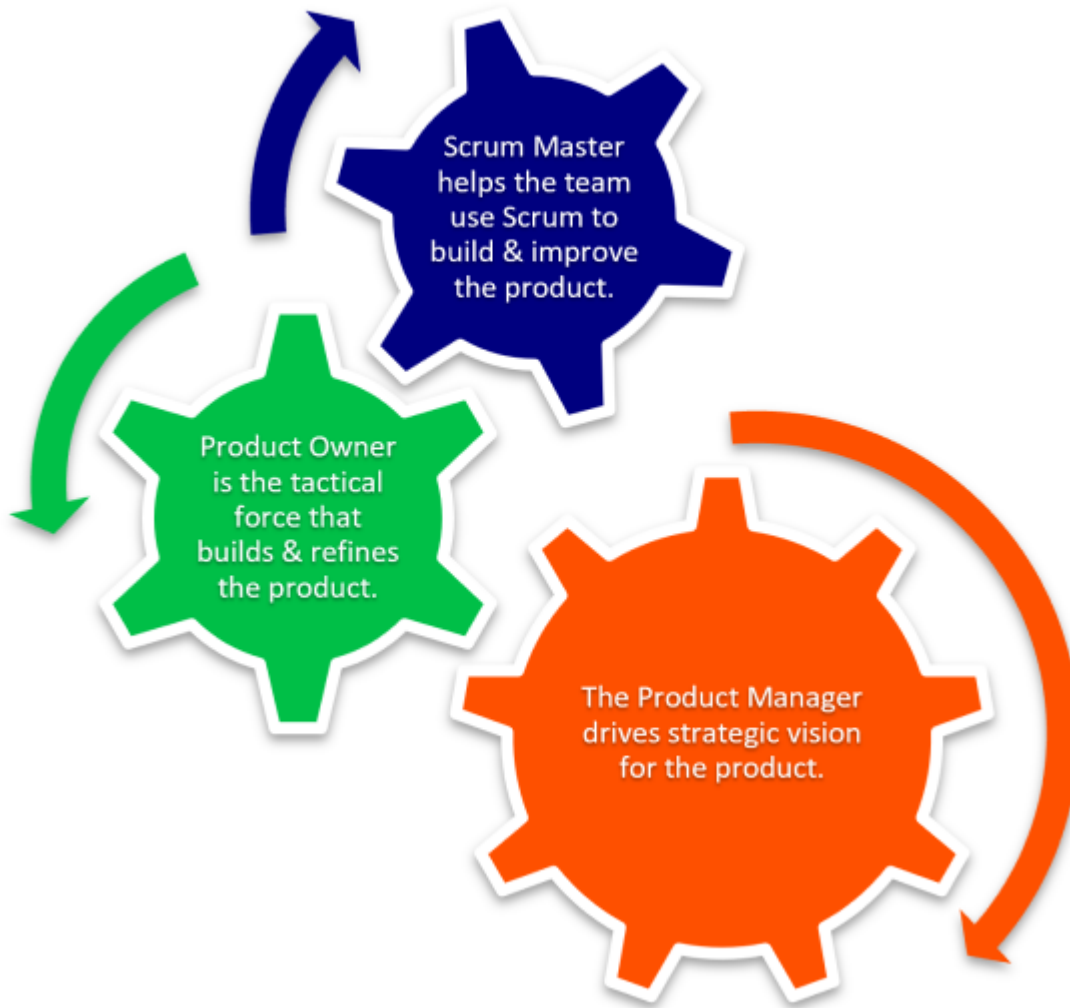 Scrum Master
helps the team
use Scrum to
build & improve
the product.
Product Owner
is the tactical
force that
builds & refines
the product.
The Product Manager
drives strategic vision
for the product.